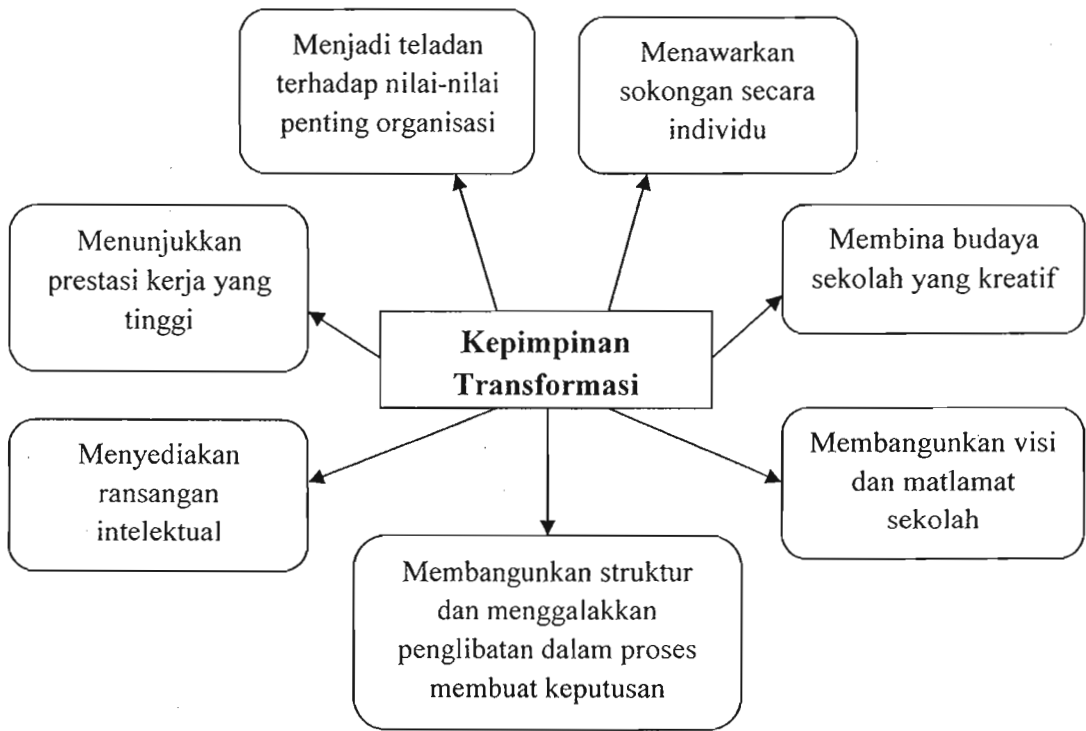 Menjadi teladan
terhadap nilai-nilai
penting organisasi
Menawarkan
sokongan secara
individu
Menunjukkan
prestasi kerja yang
tinggi
Membina budaya
sekolah yang kreatif
Kepimpinan
Transformasi
Menyediakan
ransangan
intelektual
Membangunkan visi
dan matlamat
sekolah
Membangunkan struktur
dan menggalakkan
penglibatan dalam proses
membuat keputusan